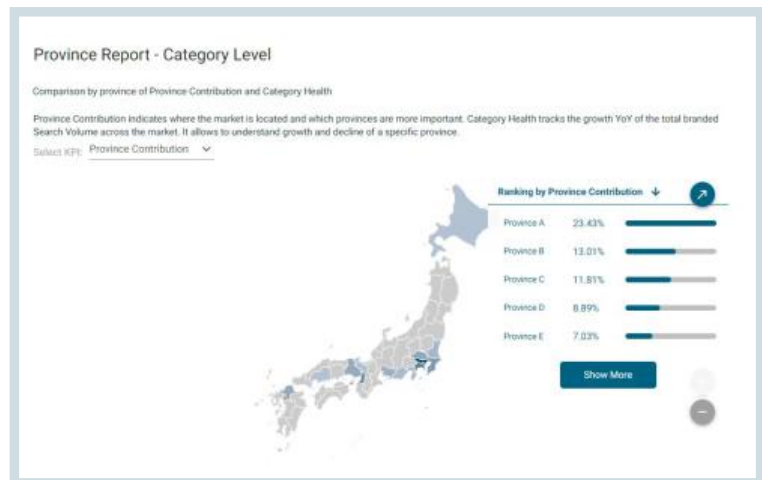 Province Report - Category Level
Comparison by province of Province Contribution and Category Health
Province Contribution indicates where the market is located and which provinces are more important. Category Health tracks the growth YoY of the total branded
Search Volume across the market. It allows to understand growth and decline of a specific province.
Select KPI: Province Contribution
Ranking by Province Contribution
Province A 23.43%
Province B 13.01%
Province C 11.81%
Province D 8.89%
Province E 7.03%
Show More